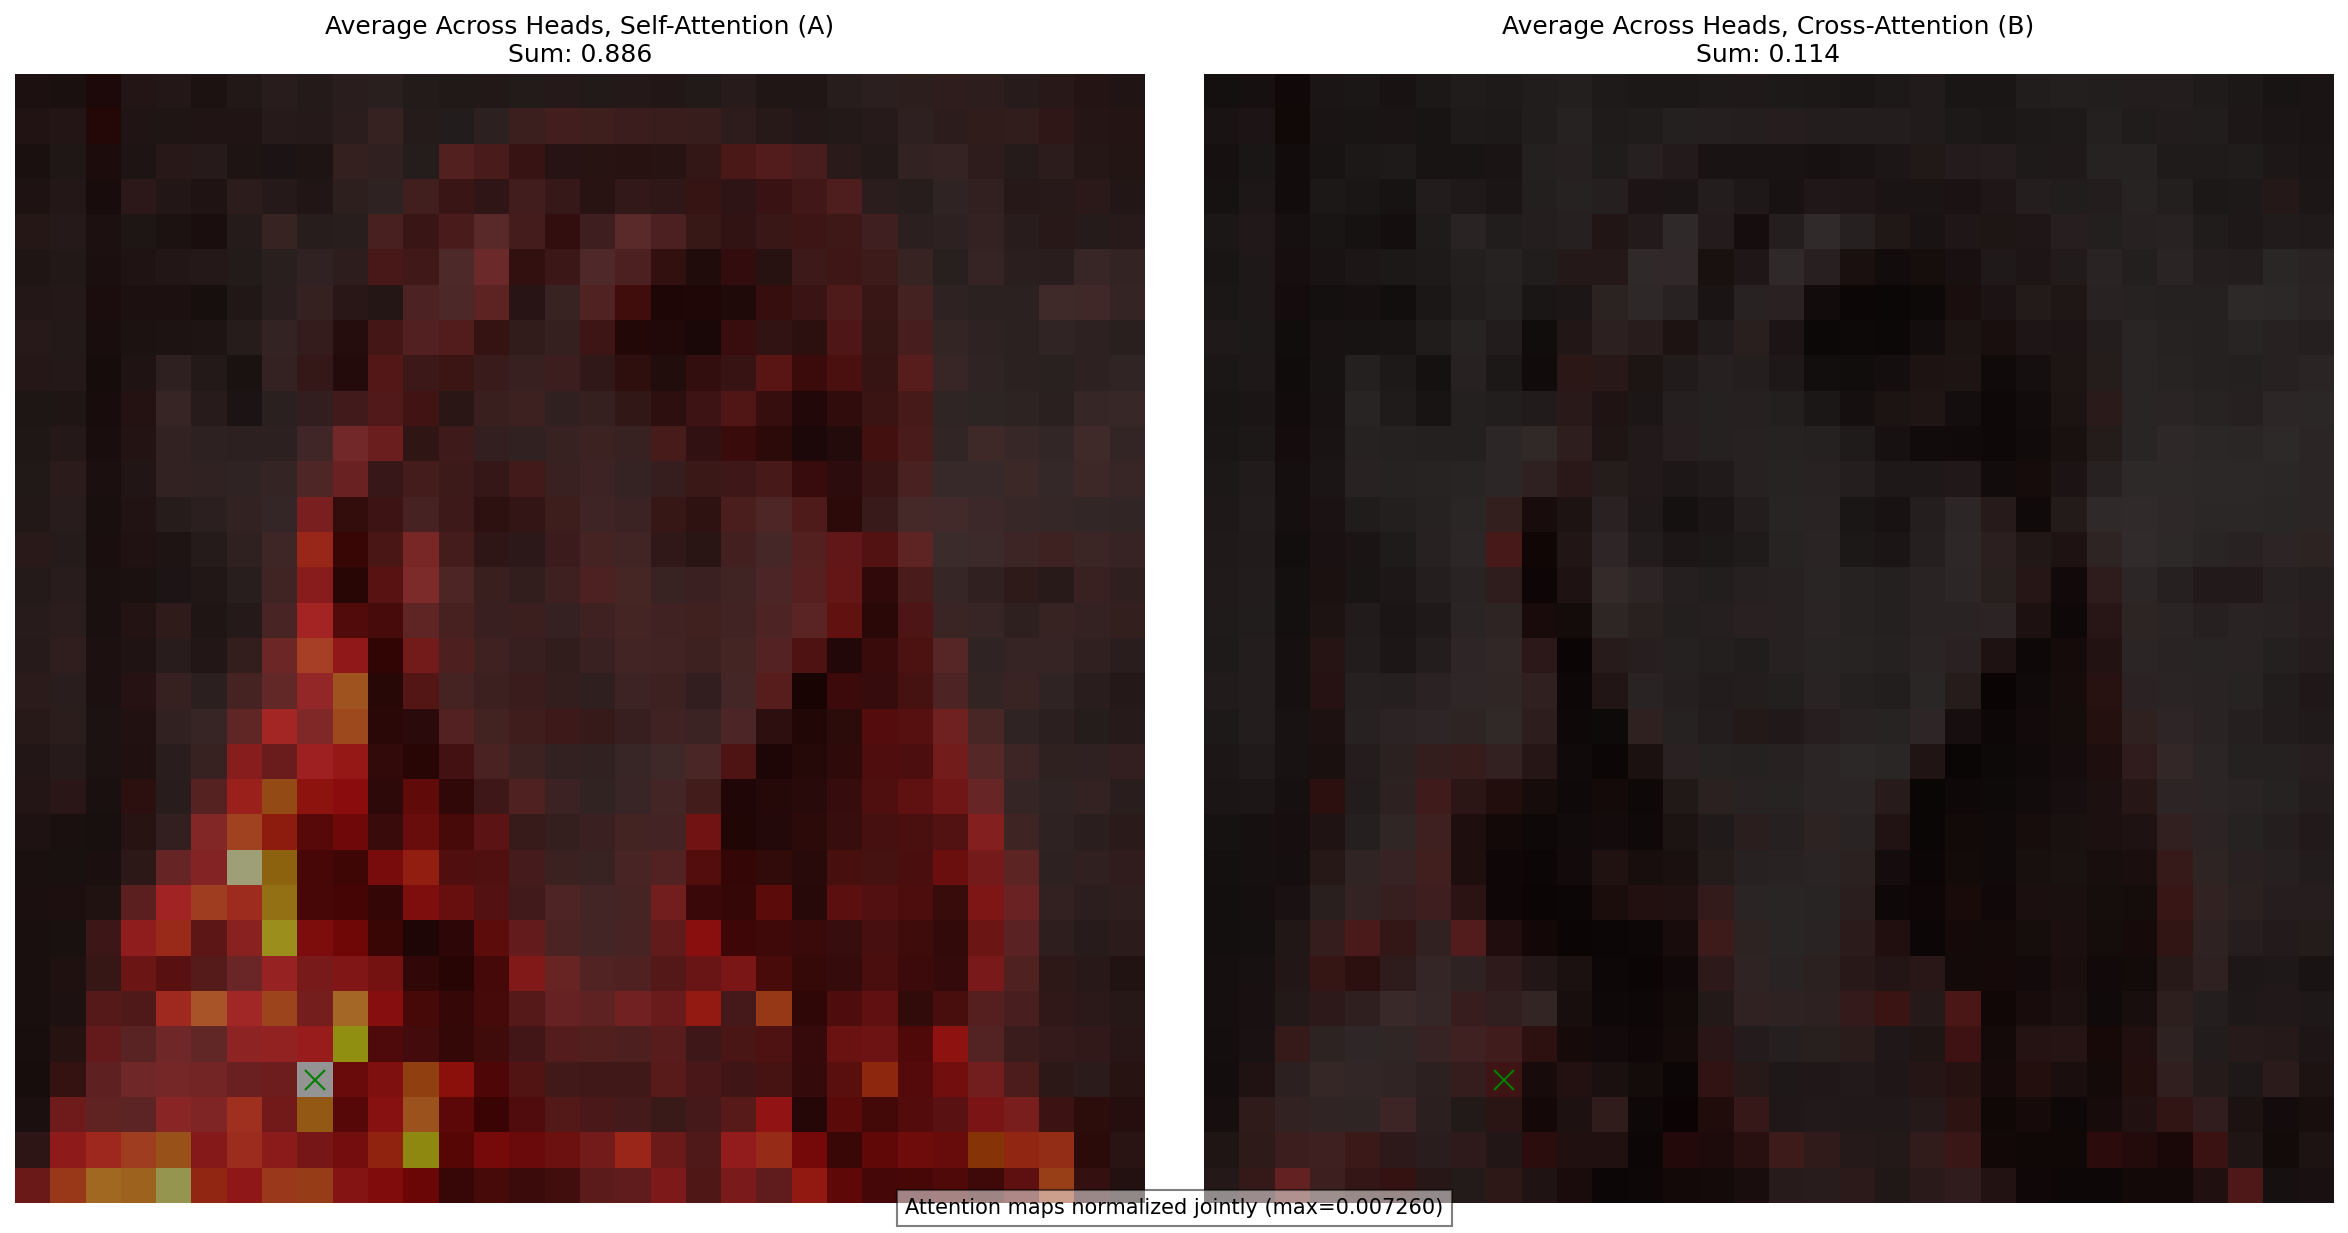 Average Across Heads, Self-Attention (A)
Sum: 0.886
Average Across Heads, Cross-Attention (B)
Sum: 0.114
Attention maps normalized jointly (max=0.007260)